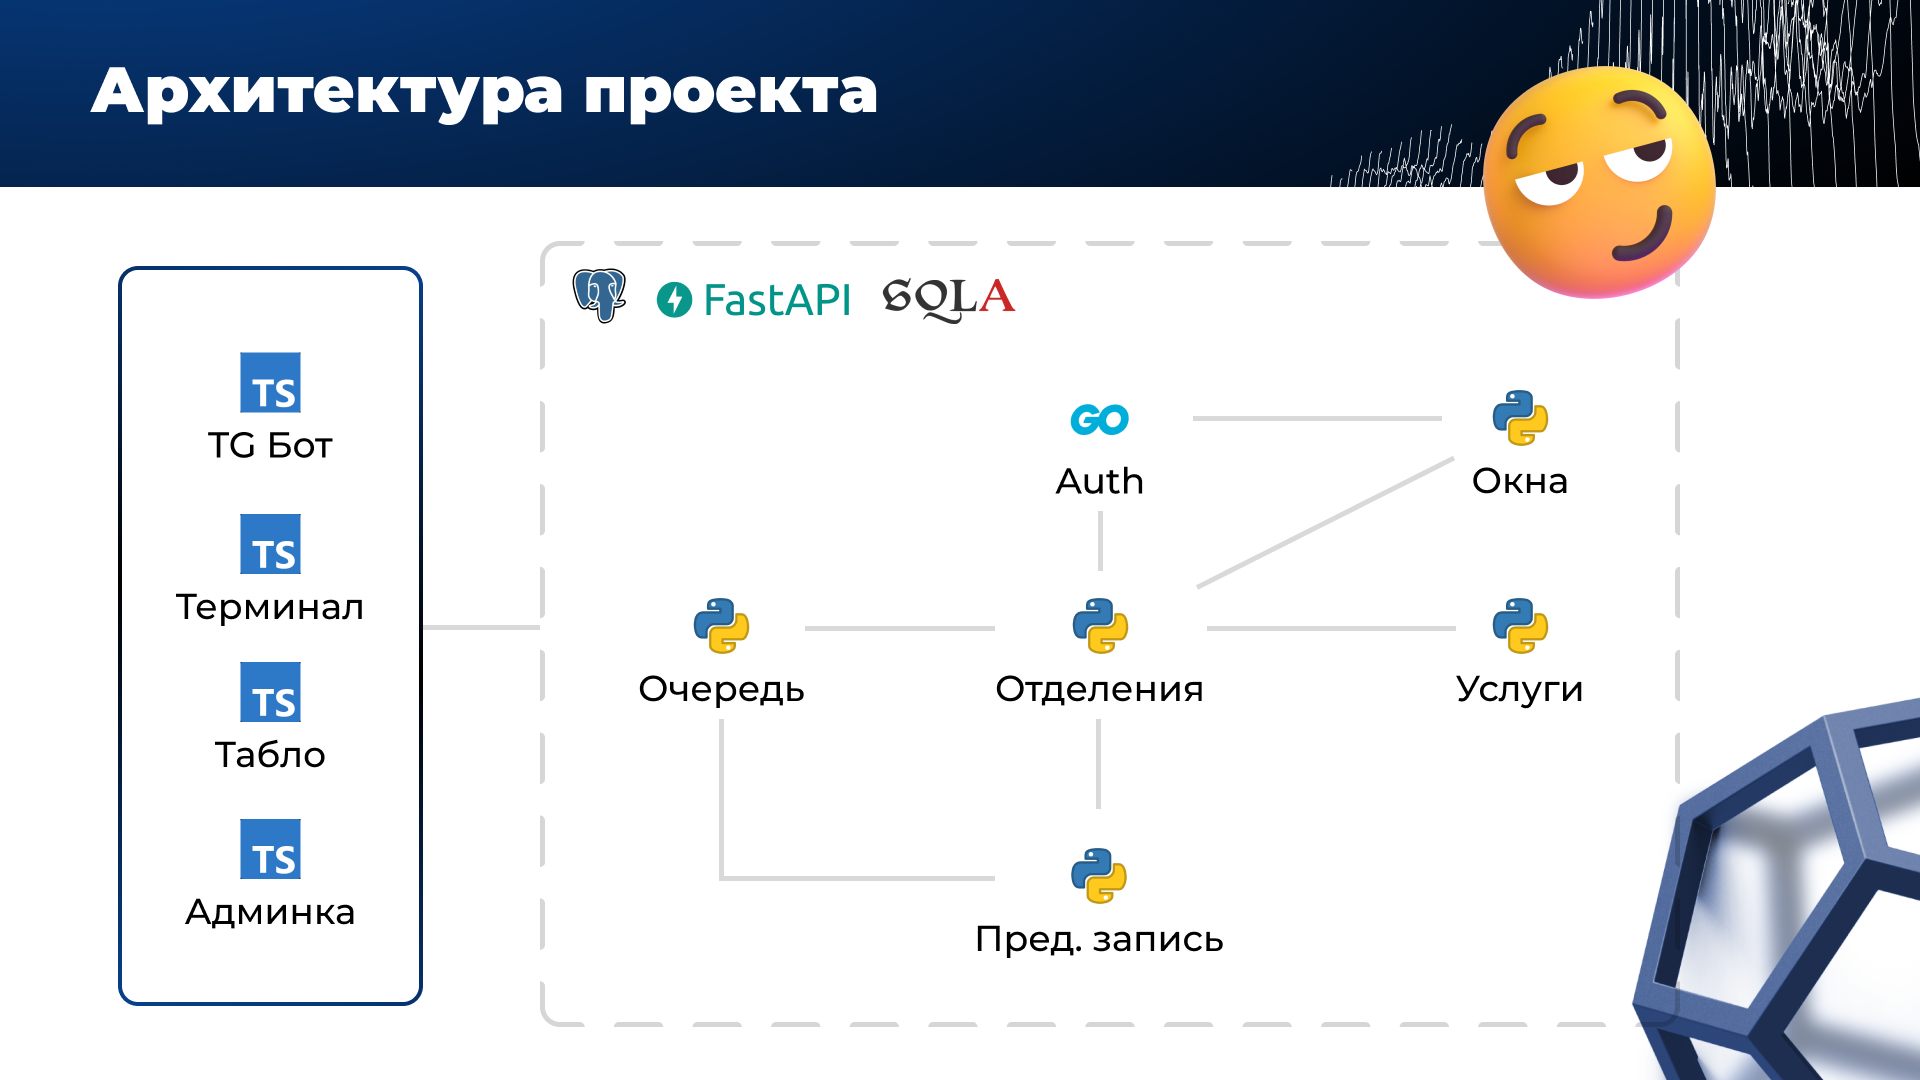 Архитектура проекта
TS
TG Бот
TS
Терминал
TS
Табло
TS
Админка
FastAPI
SQLA
GO
Auth
Окна
Очередь
Отделения
Услуги
Пред. запись